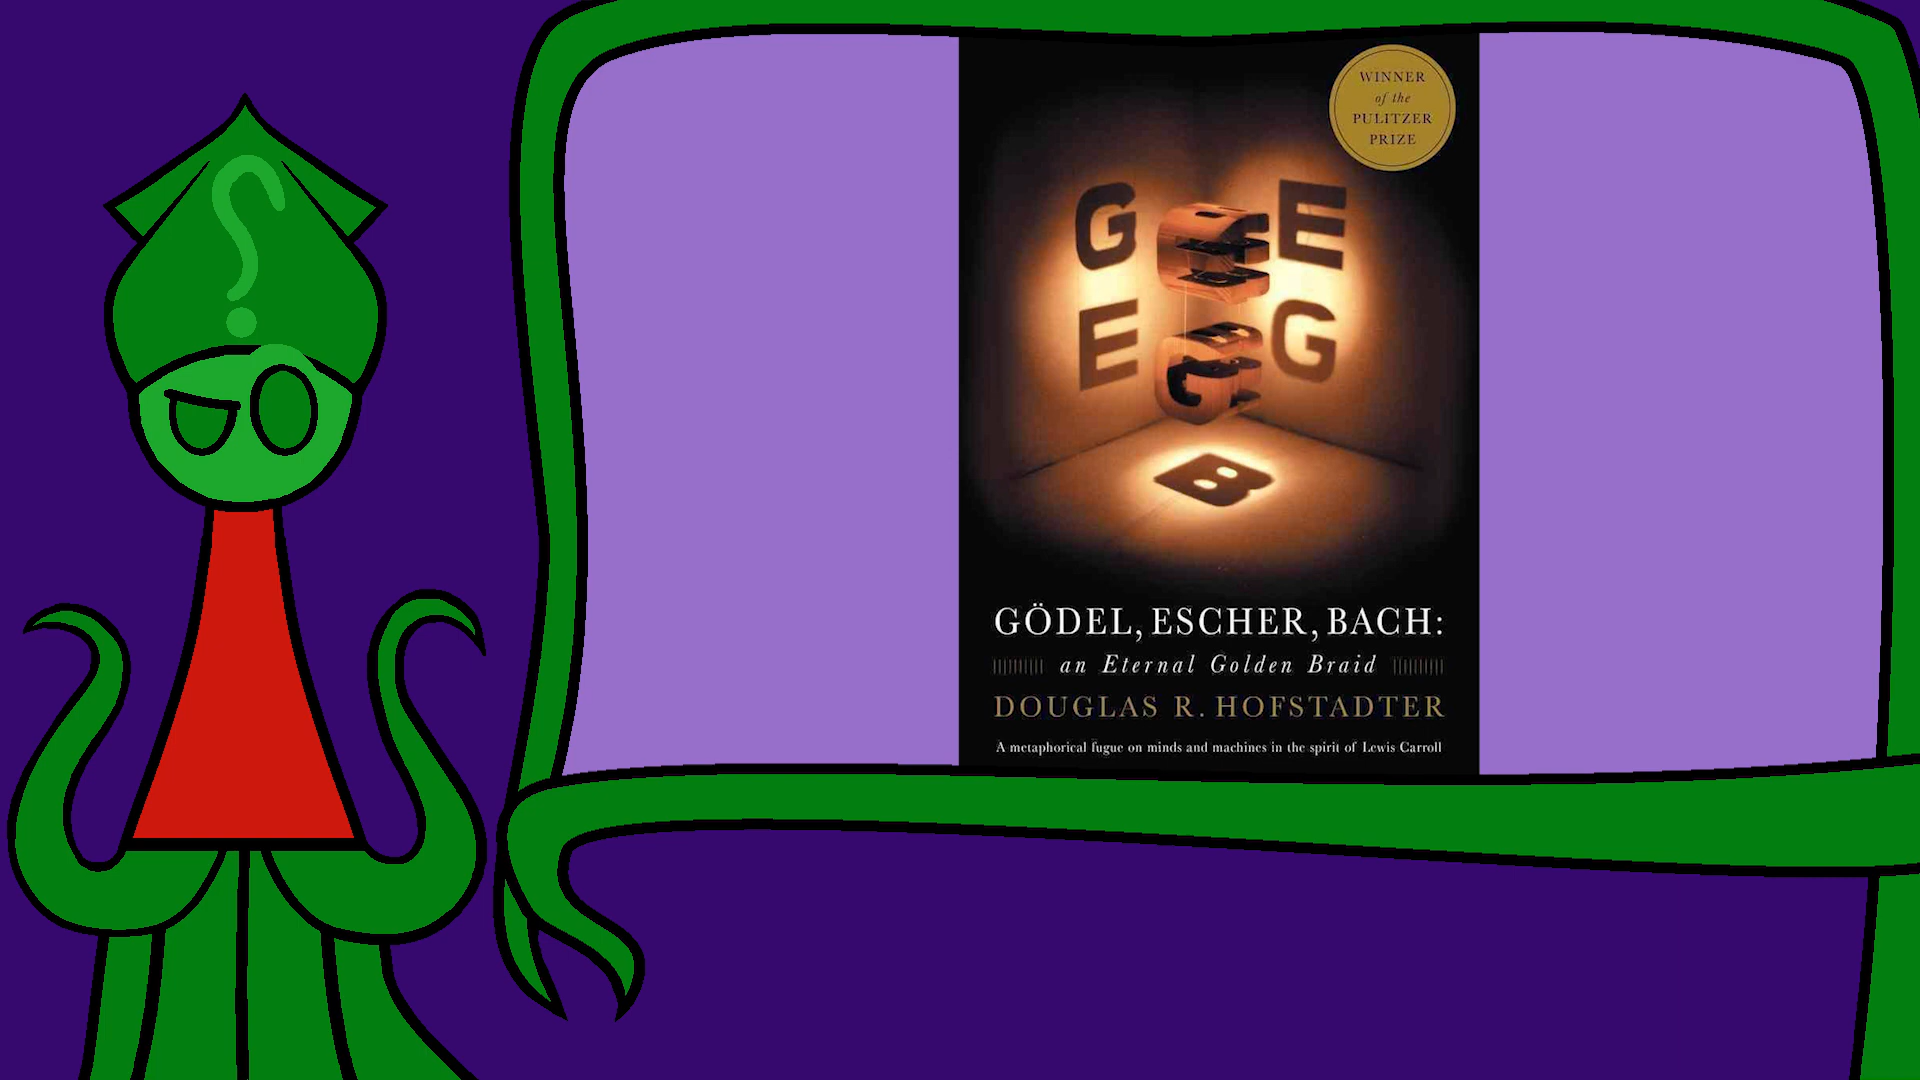 ?
WINNER
of the
PULITZER
PRIZE
G E
E G
B
GÖDEL, ESCHER, BACH:
an Eternal Golden Braid
DOUGLAS R. HOFSTADTER
A metaphorical fugue on minds and machines in the spirit of Lewis Carroll